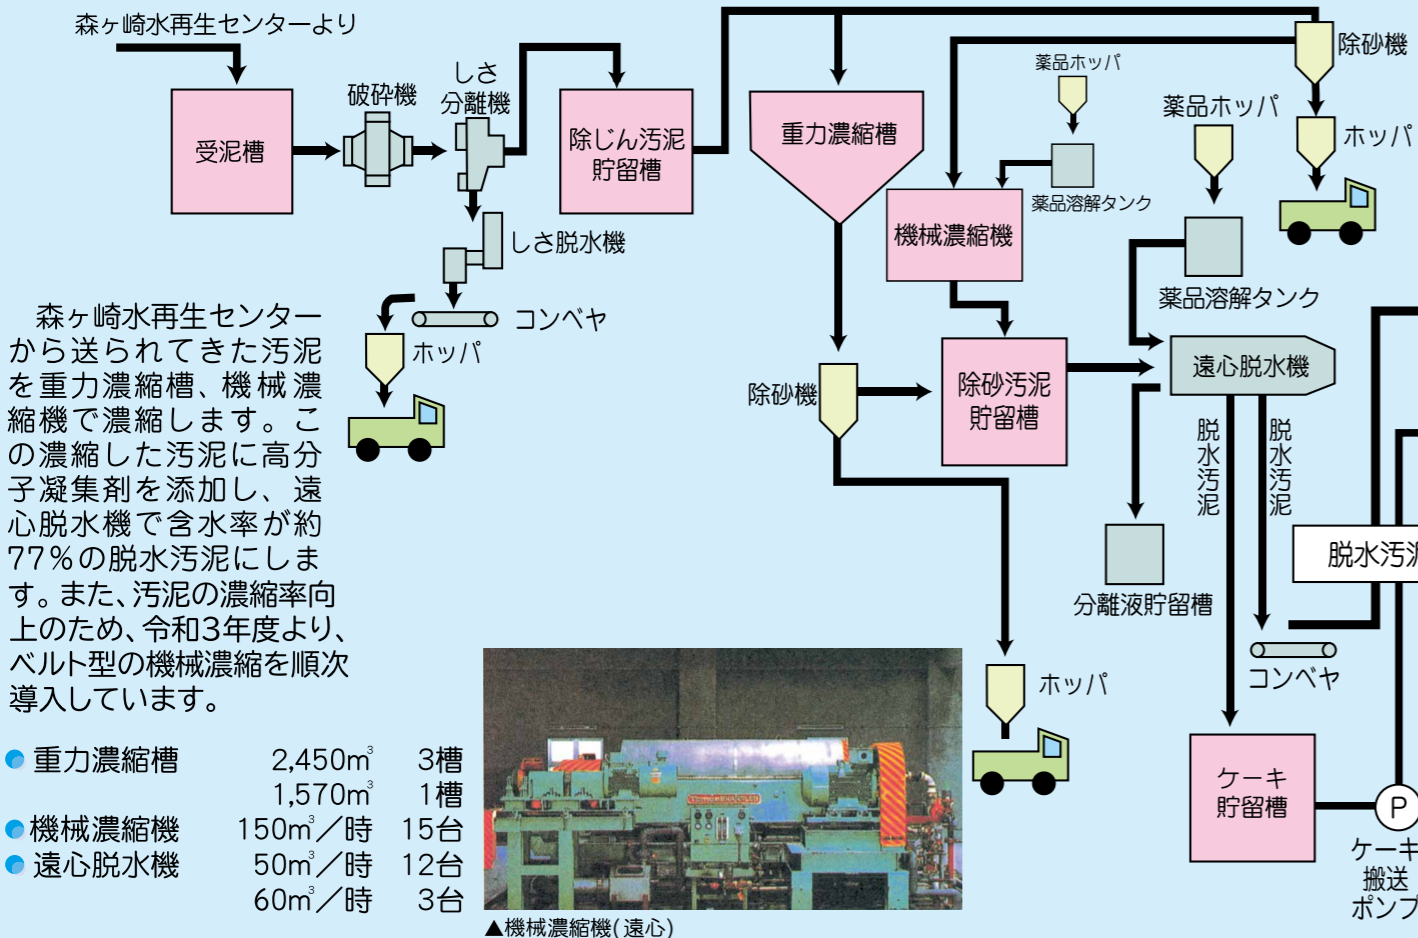 森ヶ崎水再生センターより
受泥槽
破砕機
しさ
分離機
しさ脱水機
コンベヤ
ホッパ
除じん汚泥
貯留槽
重力濃縮槽
除砂機
ホッパ
薬品ホッパ
薬品溶解タンク
機械濃縮機
薬品ホッパ
薬品溶解タンク
除砂機
ホッパ
除砂汚泥
貯留槽
遠心脱水機
脱水汚泥
脱水汚泥
分離液貯留槽
コンベヤ
脱水汚泥
ケーキ
貯留槽
P
ケーキ
搬送
ポンプ
森ヶ崎水再生センター
から送られてきた汚泥
を重力濃縮槽、機械濃
縮機で濃縮します。こ
の濃縮した汚泥に高分
子凝集剤を添加し、遠
心脱水機で含水率が約
77％の脱水汚泥にしま
す。また、汚泥の濃縮率向
上のため、令和3年度より、
ベルト型の機械濃縮を順次
導入しています。
重力濃縮槽 2,450m³ 3槽
1,570m³ 1槽
機械濃縮機 150m³／時 15台
遠心脱水機 50m³／時 12台
60m³／時 3台
▲機械濃縮機(遠心)